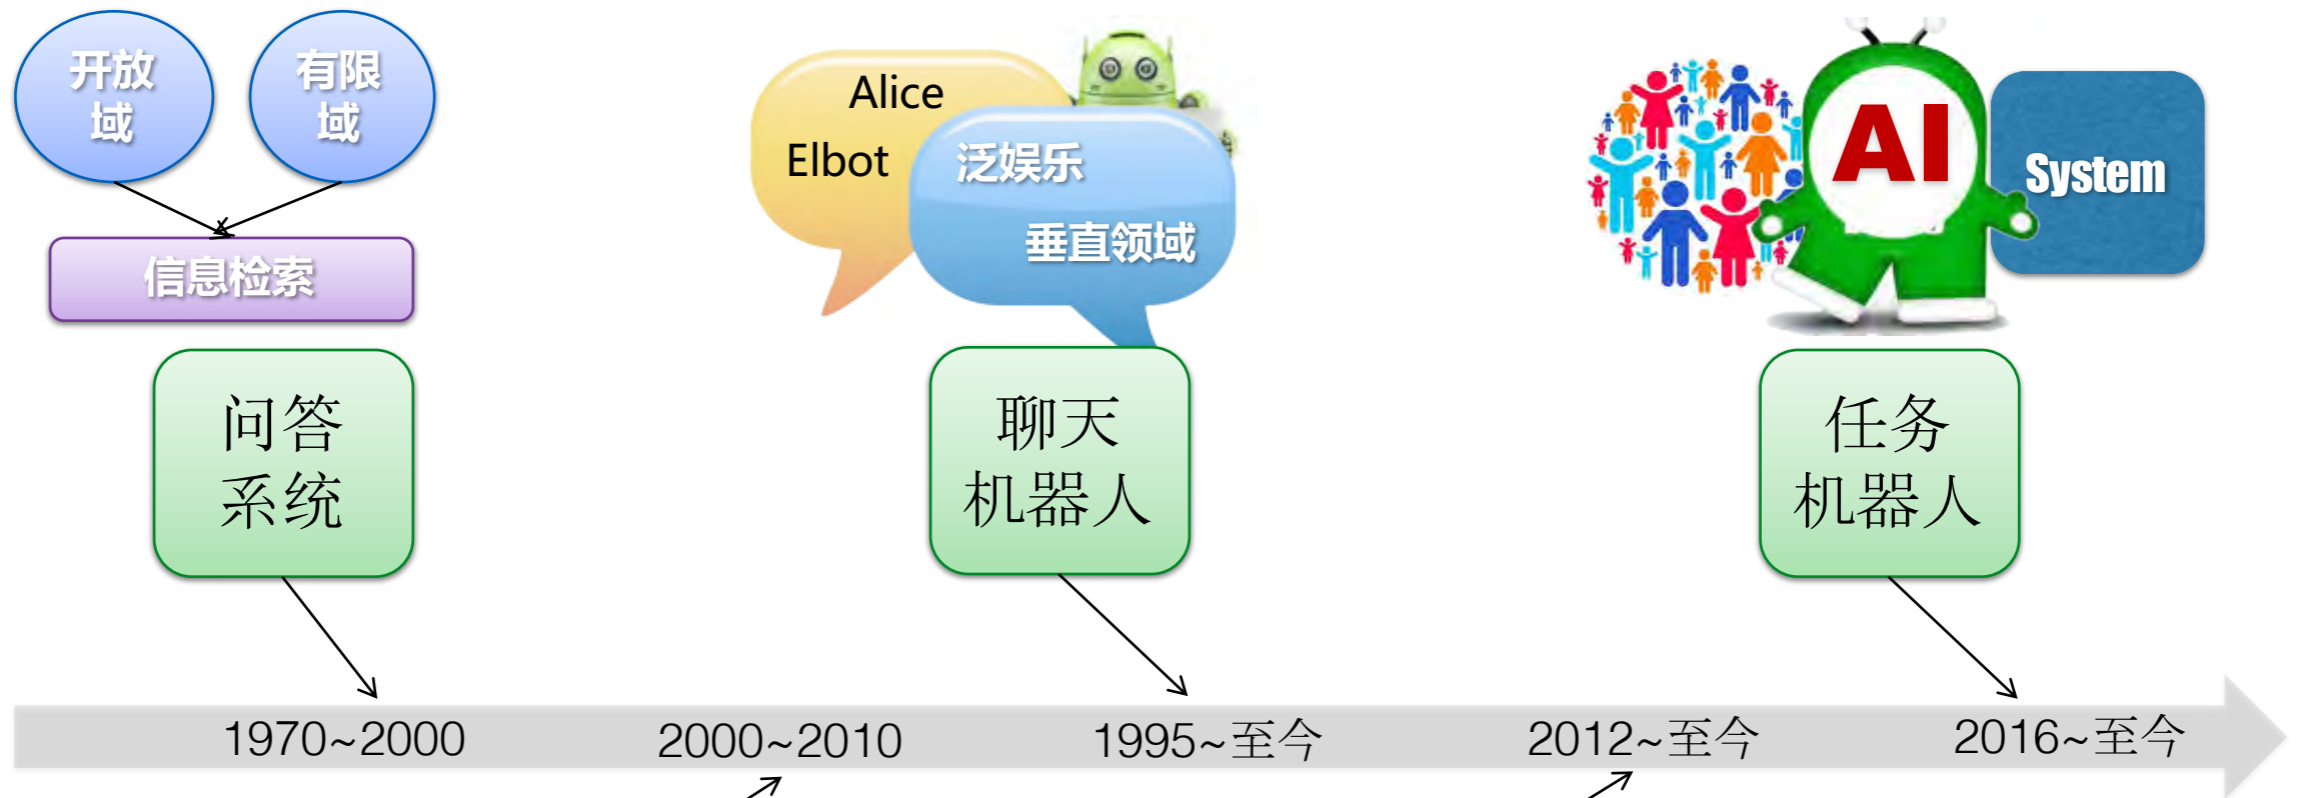 开放
域
有限
域
信息检索
问答
系统
Alice
Elbot
泛娱乐
垂直领域
聊天
机器人
AI
System
任务
机器人
1970~2000
2000~2010
1995~至今
2012~至今
2016~至今